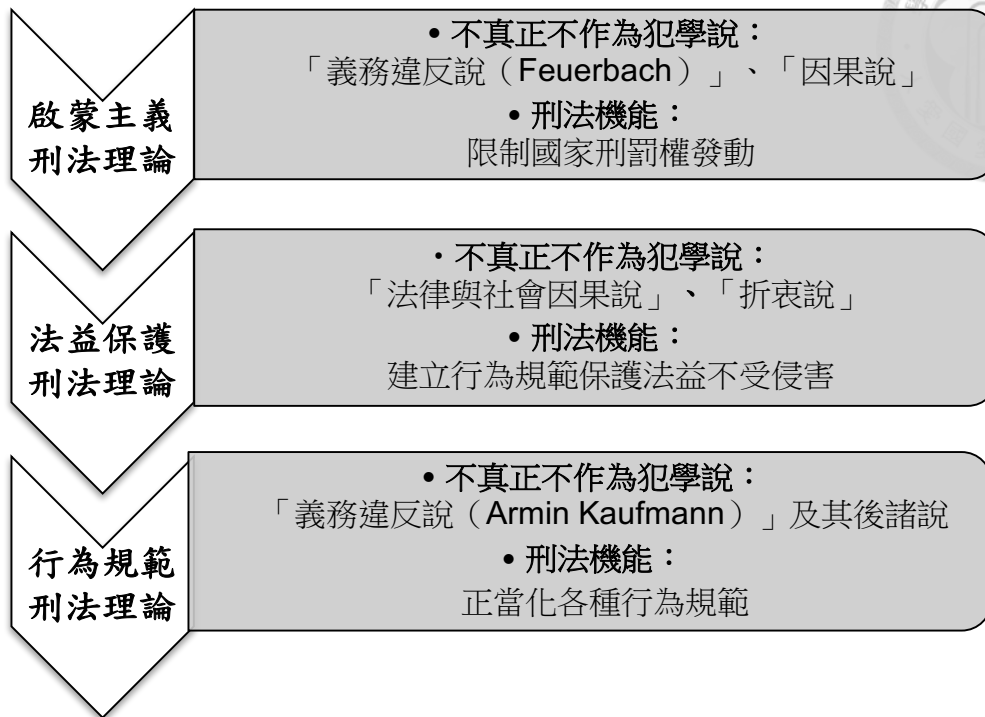 啟蒙主義
刑法理論
• 不真正不作為犯學說：
「義務違反說（Feuerbach）」、「因果說」
• 刑法機能：
限制國家刑罰權發動
法益保護
刑法理論
・不真正不作為犯學說：
「法律與社會因果說」、「折衷說」
• 刑法機能：
建立行為規範保護法益不受侵害
行為規範
刑法理論
• 不真正不作為犯學說：
「義務違反說（Armin Kaufmann）」及其後諸說
• 刑法機能：
正當化各種行為規範